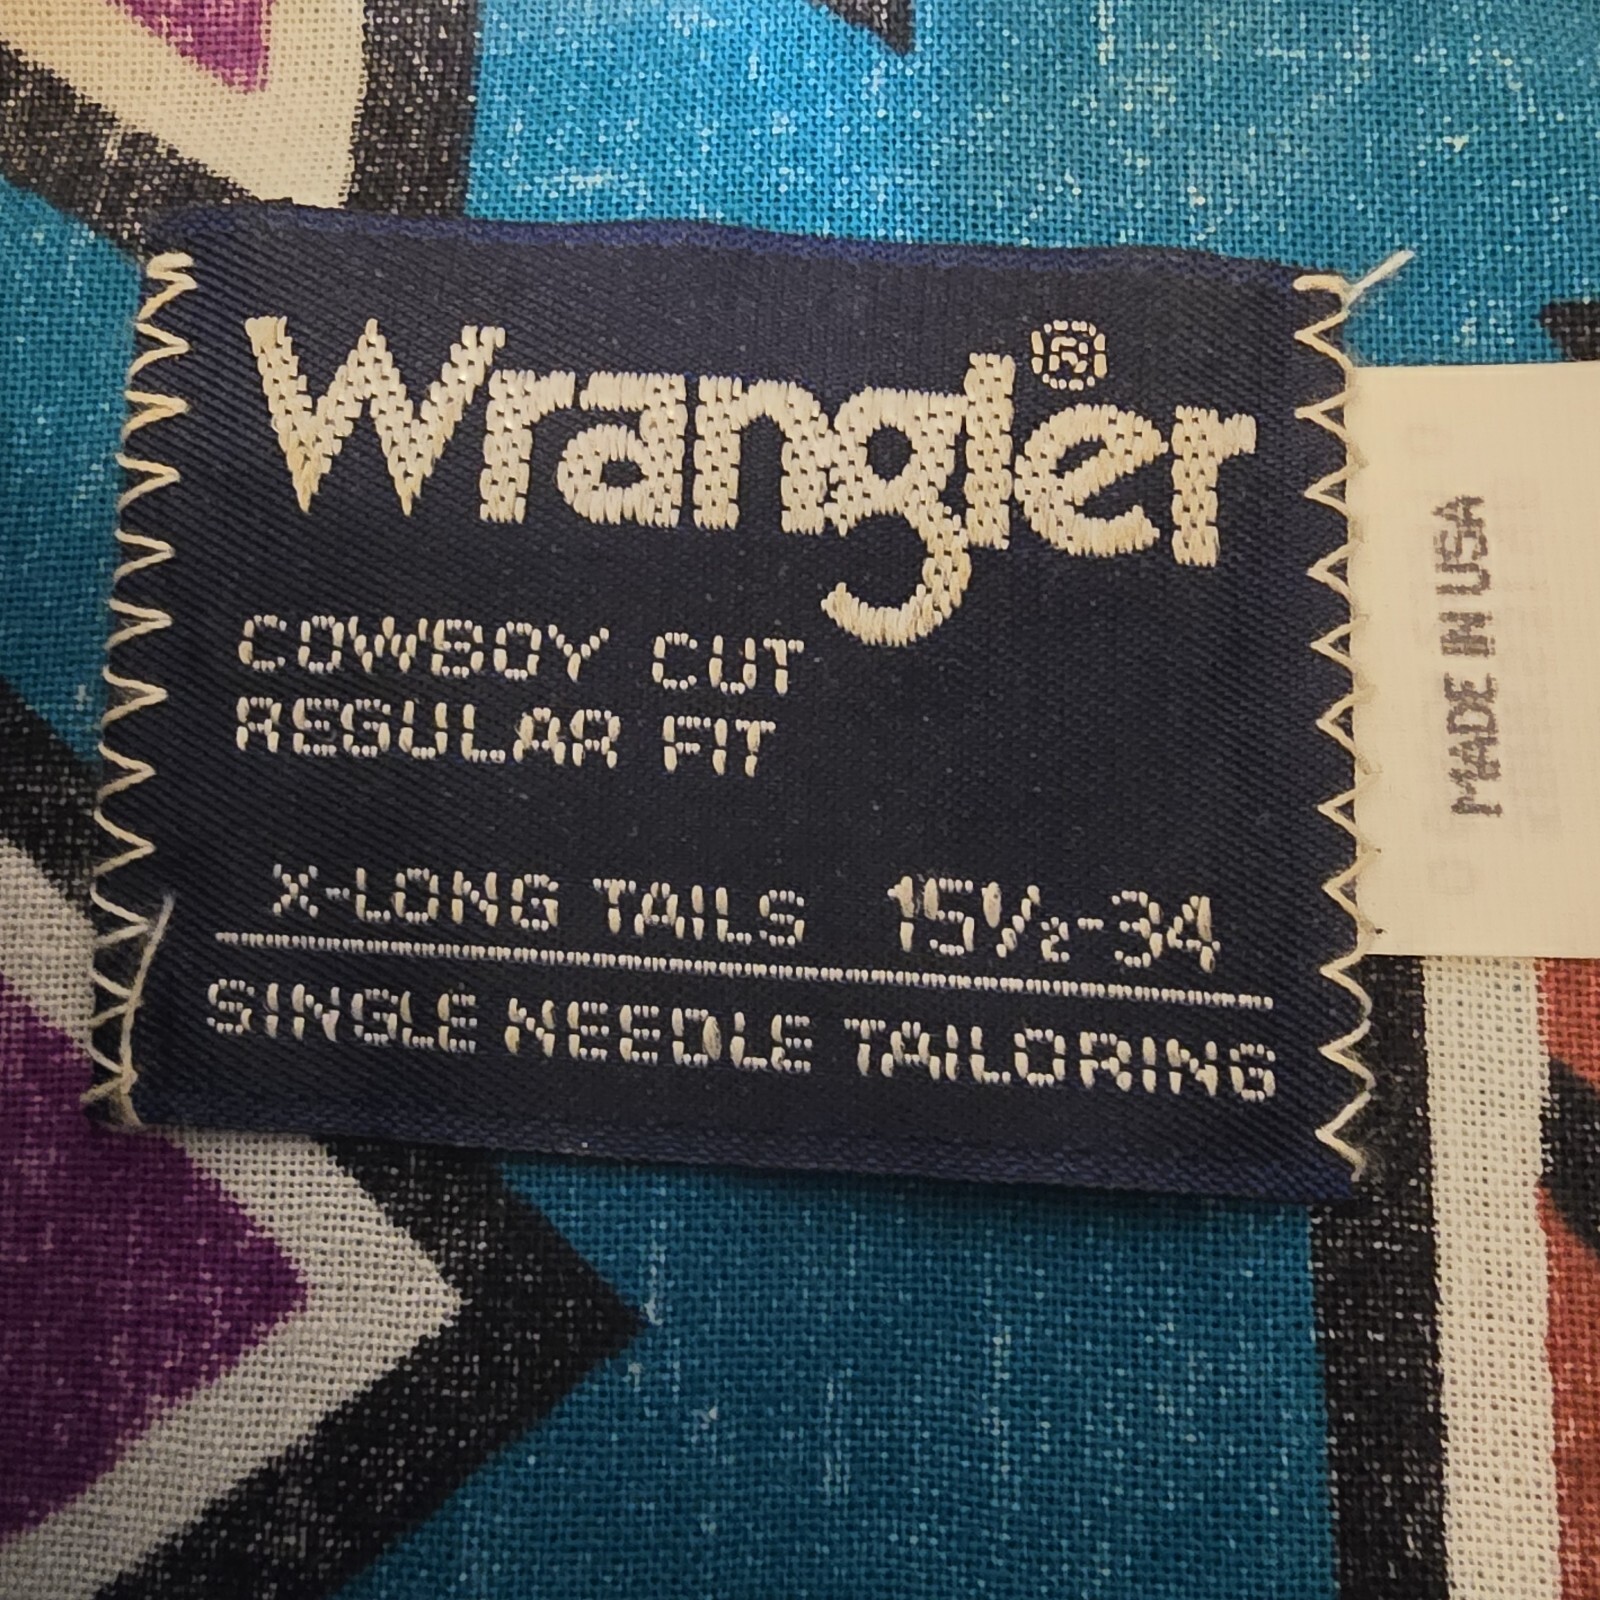 Wrangler®
COWBOY CUT
REGULAR FIT
X-LONG TAILS 15½-34
SINGLE NEEDLE TAILORING
MADE IN USA